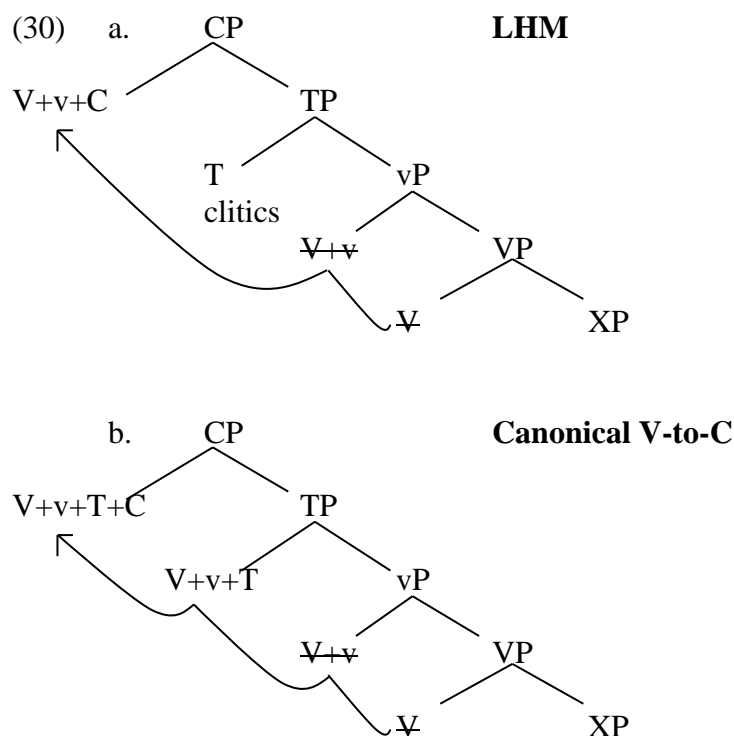 (30) a. CP LHM
V+v+C TP
T vP
clitics
V+v VP
V XP
b. CP Canonical V-to-C
V+v+T+C TP
V+v+T vP
V+v VP
V XP